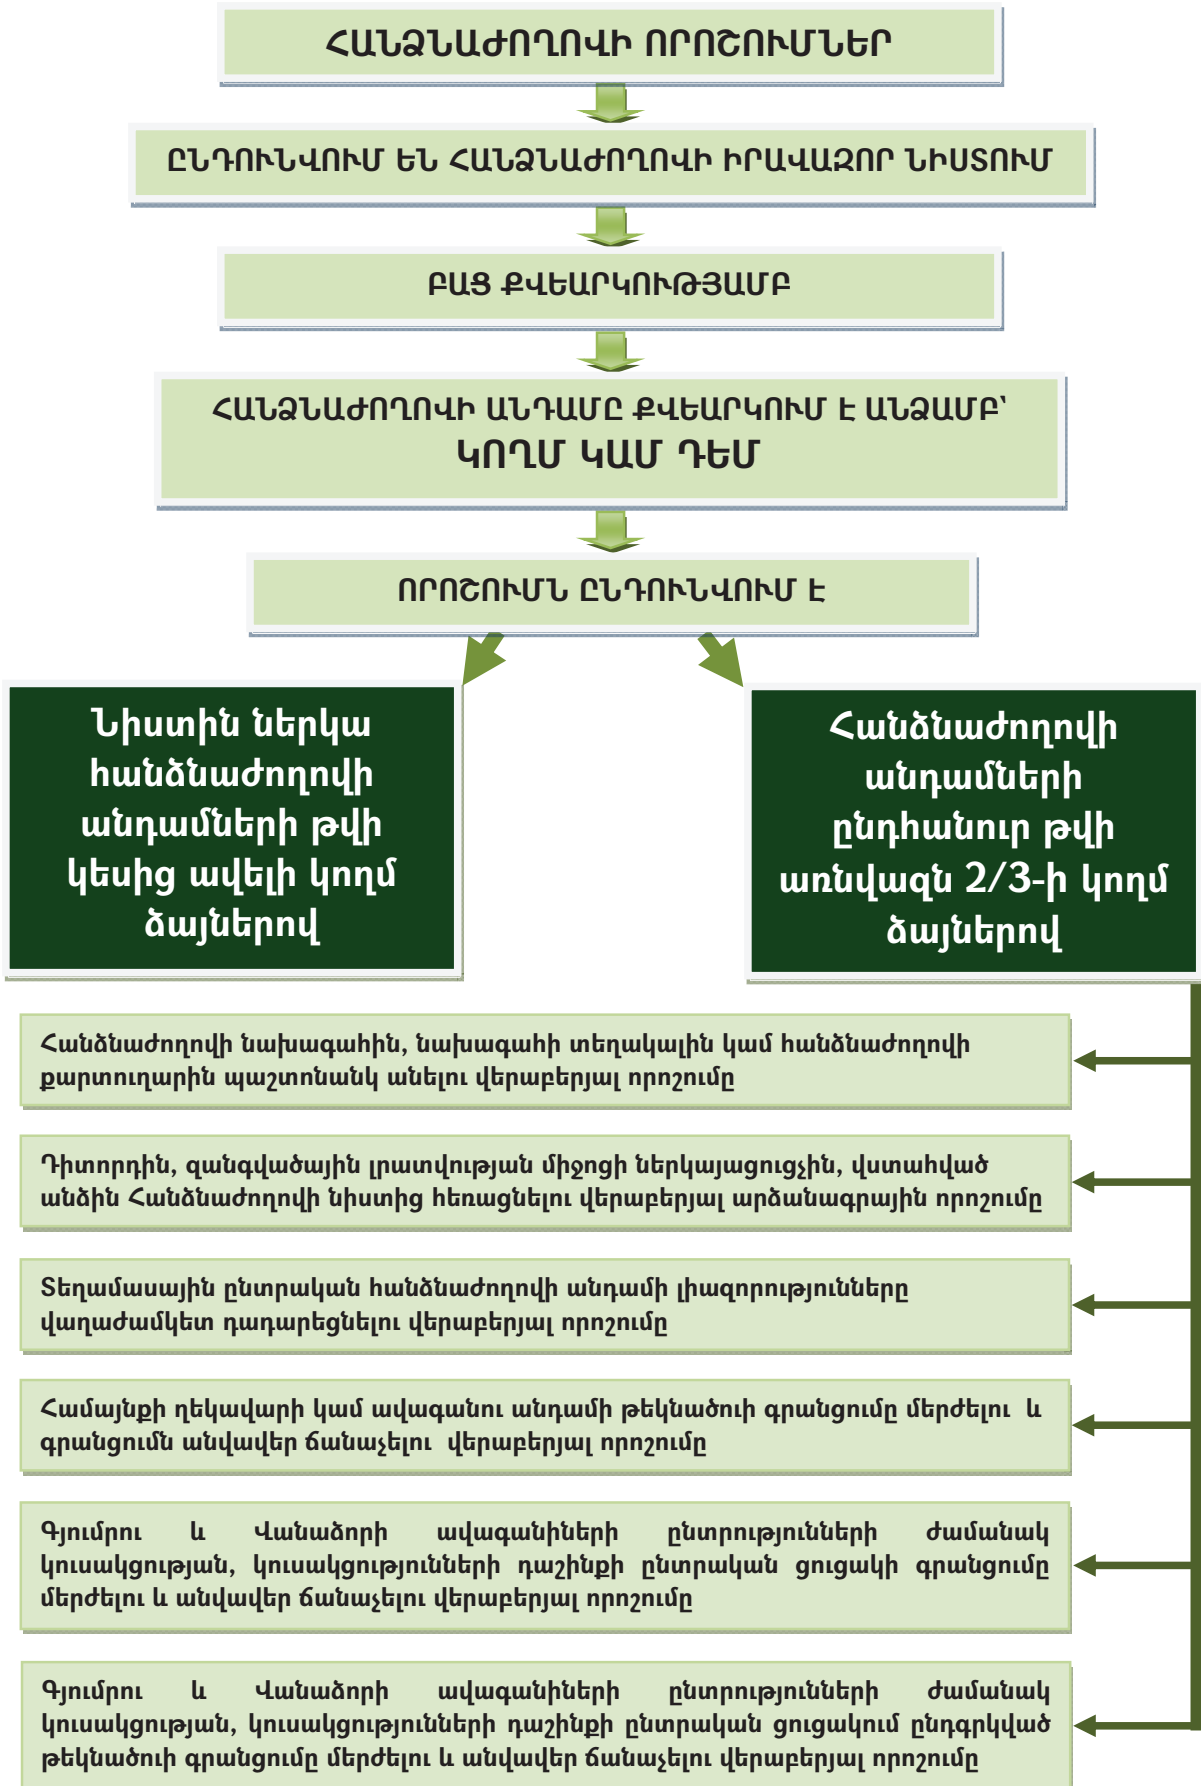 ՀԱՆՁՆԱԺՈՂՈՎԻ ՈՐՈՇՈՒՄՆԵՐ
ԸՆԴՈՒՆՎՈՒՄ ԵՆ ՀԱՆՁՆԱԺՈՂՈՎԻ ԻՐԱՎԱԶՈՐ ՆԻՍՏՈՒՄ
ԲԱՑ ՔՎԵԱՐԿՈՒԹՅԱՄԲ
ՀԱՆՁՆԱԺՈՂՈՎԻ ԱՆԴԱՄԸ ՔՎԵԱՐԿՈՒՄ Է ԱՆՁԱՄԲ՝
ԿՈՂՄ ԿԱՄ ԴԵՄ
ՈՐՈՇՈՒՄՆ ԸՆԴՈՒՆՎՈՒՄ Է
Նիստին ներկա
հանձնաժողովի
անդամների թվի
կեսից ավելի կողմ
ձայներով
Հանձնաժողովի
անդամների
ընդհանուր թվի
առնվազն 2/3-ի կողմ
ձայներով
Հանձնաժողովի նախագահին, նախագահի տեղակալին կամ հանձնաժողովի
քարտուղարին պաշտոնանկ անելու վերաբերյալ որոշումը
Դիտորդին, զանգվածային լրատվության միջոցի ներկայացուցչին, վստահված
անձին Հանձնաժողովի նիստից հեռացնելու վերաբերյալ արձանագրային որոշումը
Տեղամասային ընտրական հանձնաժողովի անդամի լիազորությունները
վաղաժամկետ դադարեցնելու վերաբերյալ որոշումը
Համայնքի ղեկավարի կամ ավագանու անդամի թեկնածուի գրանցումը մերժելու և
գրանցումն անվավեր ճանաչելու վերաբերյալ որոշումը
Գյումրու և Վանաձորի ավագանիների ընտրությունների ժամանակ
կուսակցության, կուսակցությունների դաշինքի ընտրական ցուցակի գրանցումը
մերժելու և անվավեր ճանաչելու վերաբերյալ որոշումը
Գյումրու և Վանաձորի ավագանիների ընտրությունների ժամանակ
կուսակցության, կուսակցությունների դաշինքի ընտրական ցուցակում ընդգրկված
թեկնածուի գրանցումը մերժելու և անվավեր ճանաչելու վերաբերյալ որոշումը